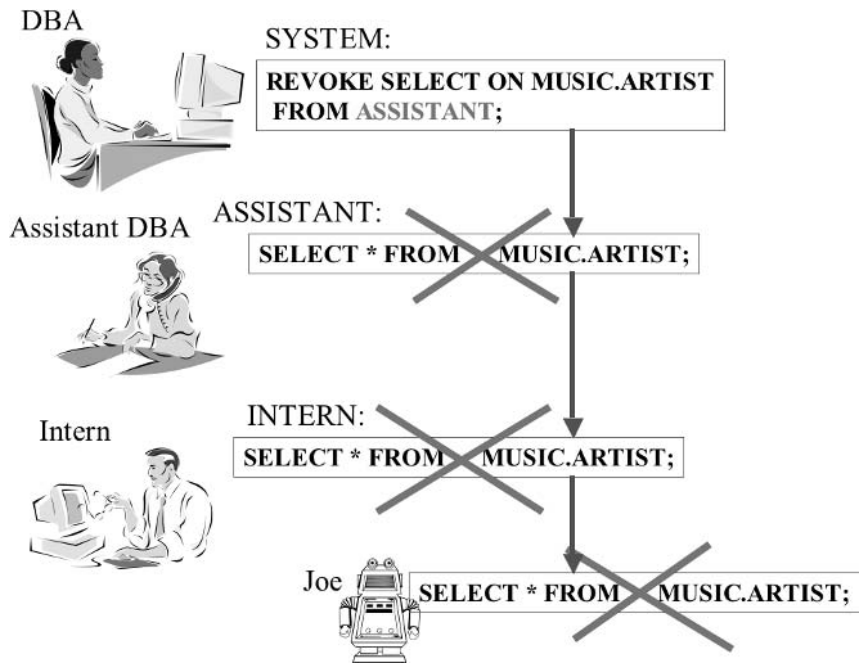 DBA
SYSTEM:
REVOKE SELECT ON MUSIC.ARTIST
FROM ASSISTANT;
Assistant DBA
ASSISTANT:
SELECT * FROM MUSIC.ARTIST;
Intern
INTERN:
SELECT * FROM MUSIC.ARTIST;
Joe
SELECT * FROM MUSIC.ARTIST;